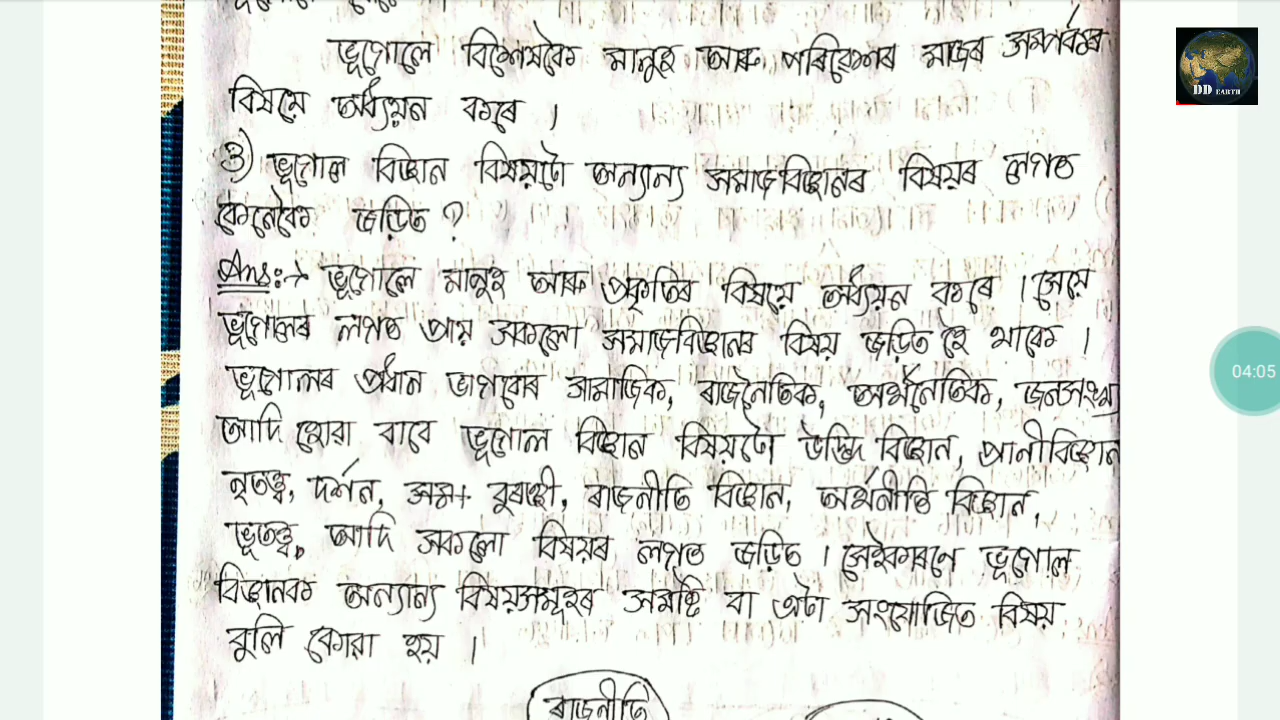 ভূগোলে বিশেষকৈ মানুহ আৰু পৰিবেশৰ মাজৰ সম্পৰ্কৰ
বিষয়ে অধ্যয়ন কৰে ।
৩) ভূগোল বিজ্ঞান বিষয়টো অন্যান্য সমাজবিজ্ঞানৰ বিষয়ৰ লগত
কেনেকৈ জড়িত ?
Ans:→ ভূগোলে মানুহ আৰু প্ৰকৃতিৰ বিষয়ে অধ্যয়ন কৰে । সেয়ে
ভূগোলৰ লগত প্ৰায় সকলো সমাজবিজ্ঞানৰ বিষয় জড়িত হৈ থাকে ।
ভূগোলৰ প্ৰধান ভাগবোৰ সামাজিক, ৰাজনৈতিক, অৰ্থনৈতিক, জনসংখ্যা
আদি হোৱা বাবে ভূগোল বিজ্ঞান বিষয়টো উদ্ভিদ বিজ্ঞান, প্ৰানীবিজ্ঞান
নৃতত্ত্ব, দৰ্শন, বুৰঞ্জী, ৰাজনীতি বিজ্ঞান, অৰ্থনীতি বিজ্ঞান,
ভূতত্ত্ব, আদি সকলো বিষয়ৰ লগত জড়িত । সেইকাৰণে ভূগোল
বিজ্ঞানক অন্যান্য বিষয়সমূহৰ সমষ্টি বা এটা সংযোজিত বিষয়
বুলি কোৱা হয় ।
ৰাজনীতি
DD EARTH
04:05